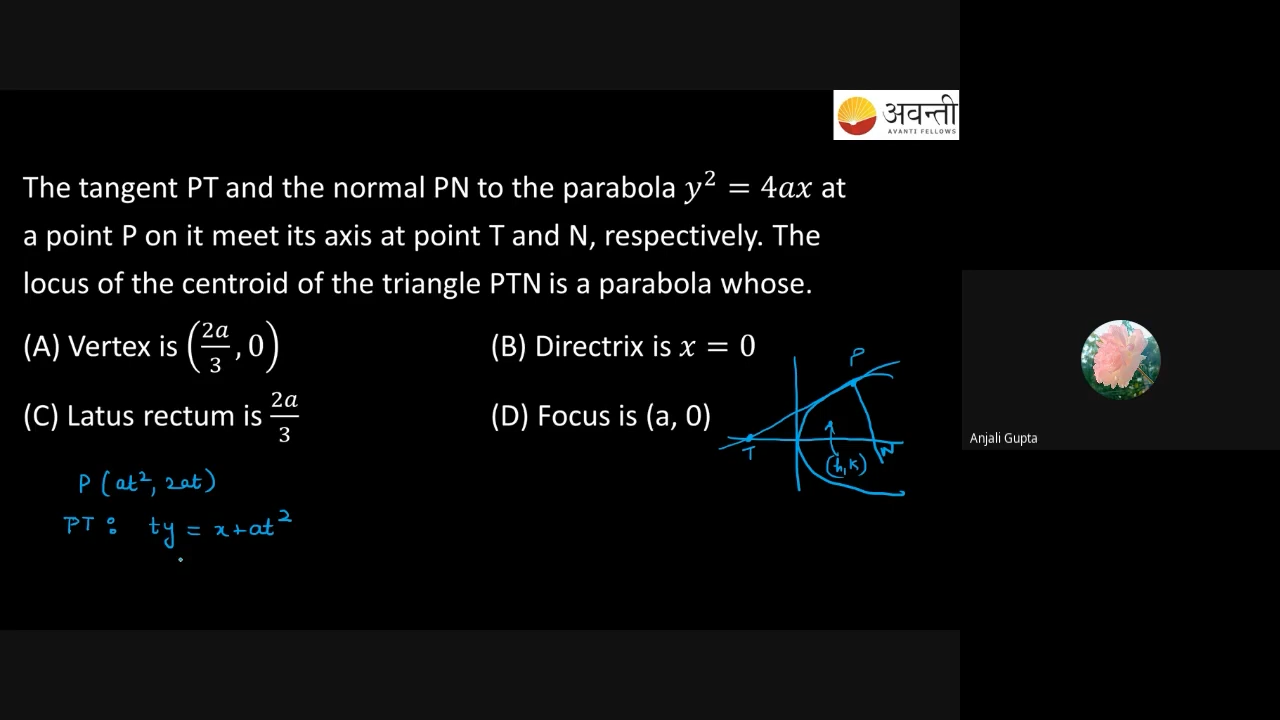 अवन्ती
AVANTI FELLOWS
The tangent PT and the normal PN to the parabola y² = 4ax at
a point P on it meet its axis at point T and N, respectively. The
locus of the centroid of the triangle PTN is a parabola whose.
(A) Vertex is (2a/3, 0)
(B) Directrix is x = 0
(C) Latus rectum is 2a/3
(D) Focus is (a, 0)
P
T
N
(h,k)
P (at², 2at)
PT : ty = x+at²
Anjali Gupta